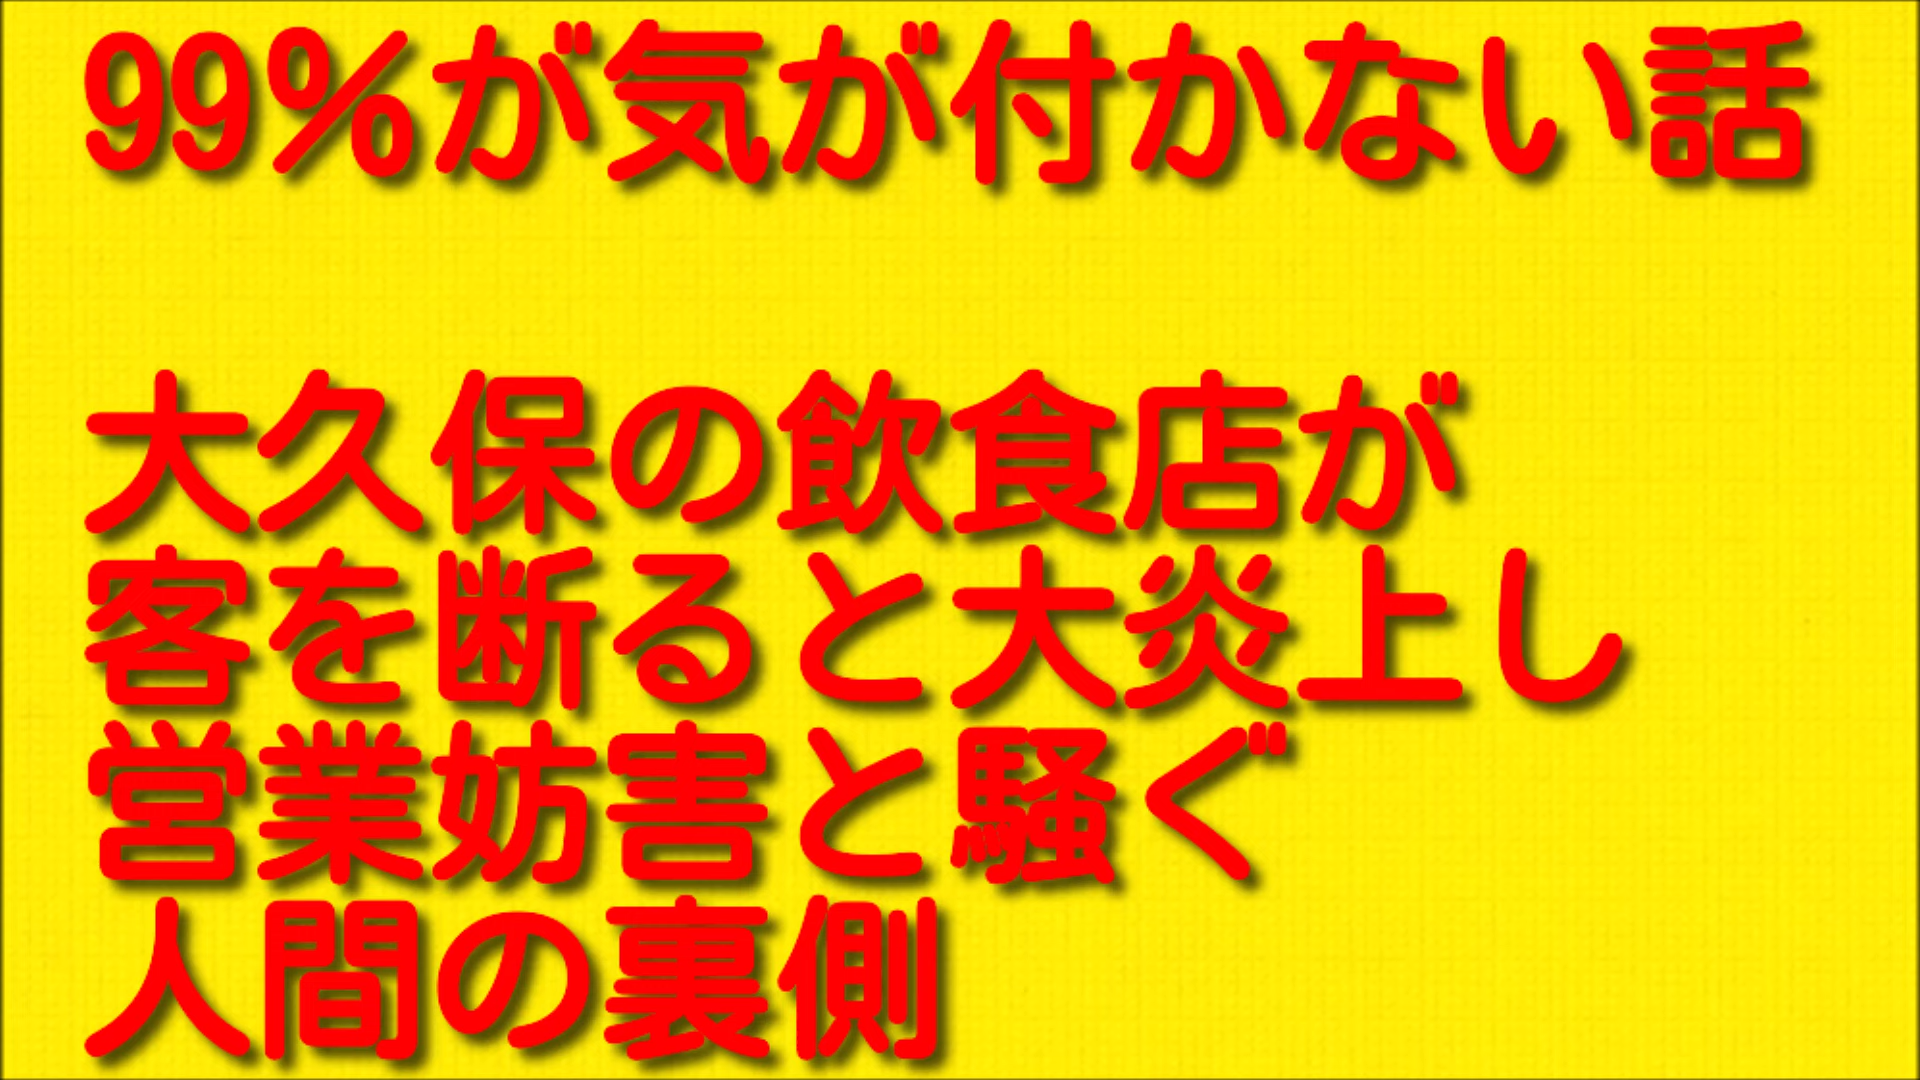 99%が気が付かない話
大久保の飲食店が
客を断ると大炎上し
営業妨害と騒ぐ
人間の裏側